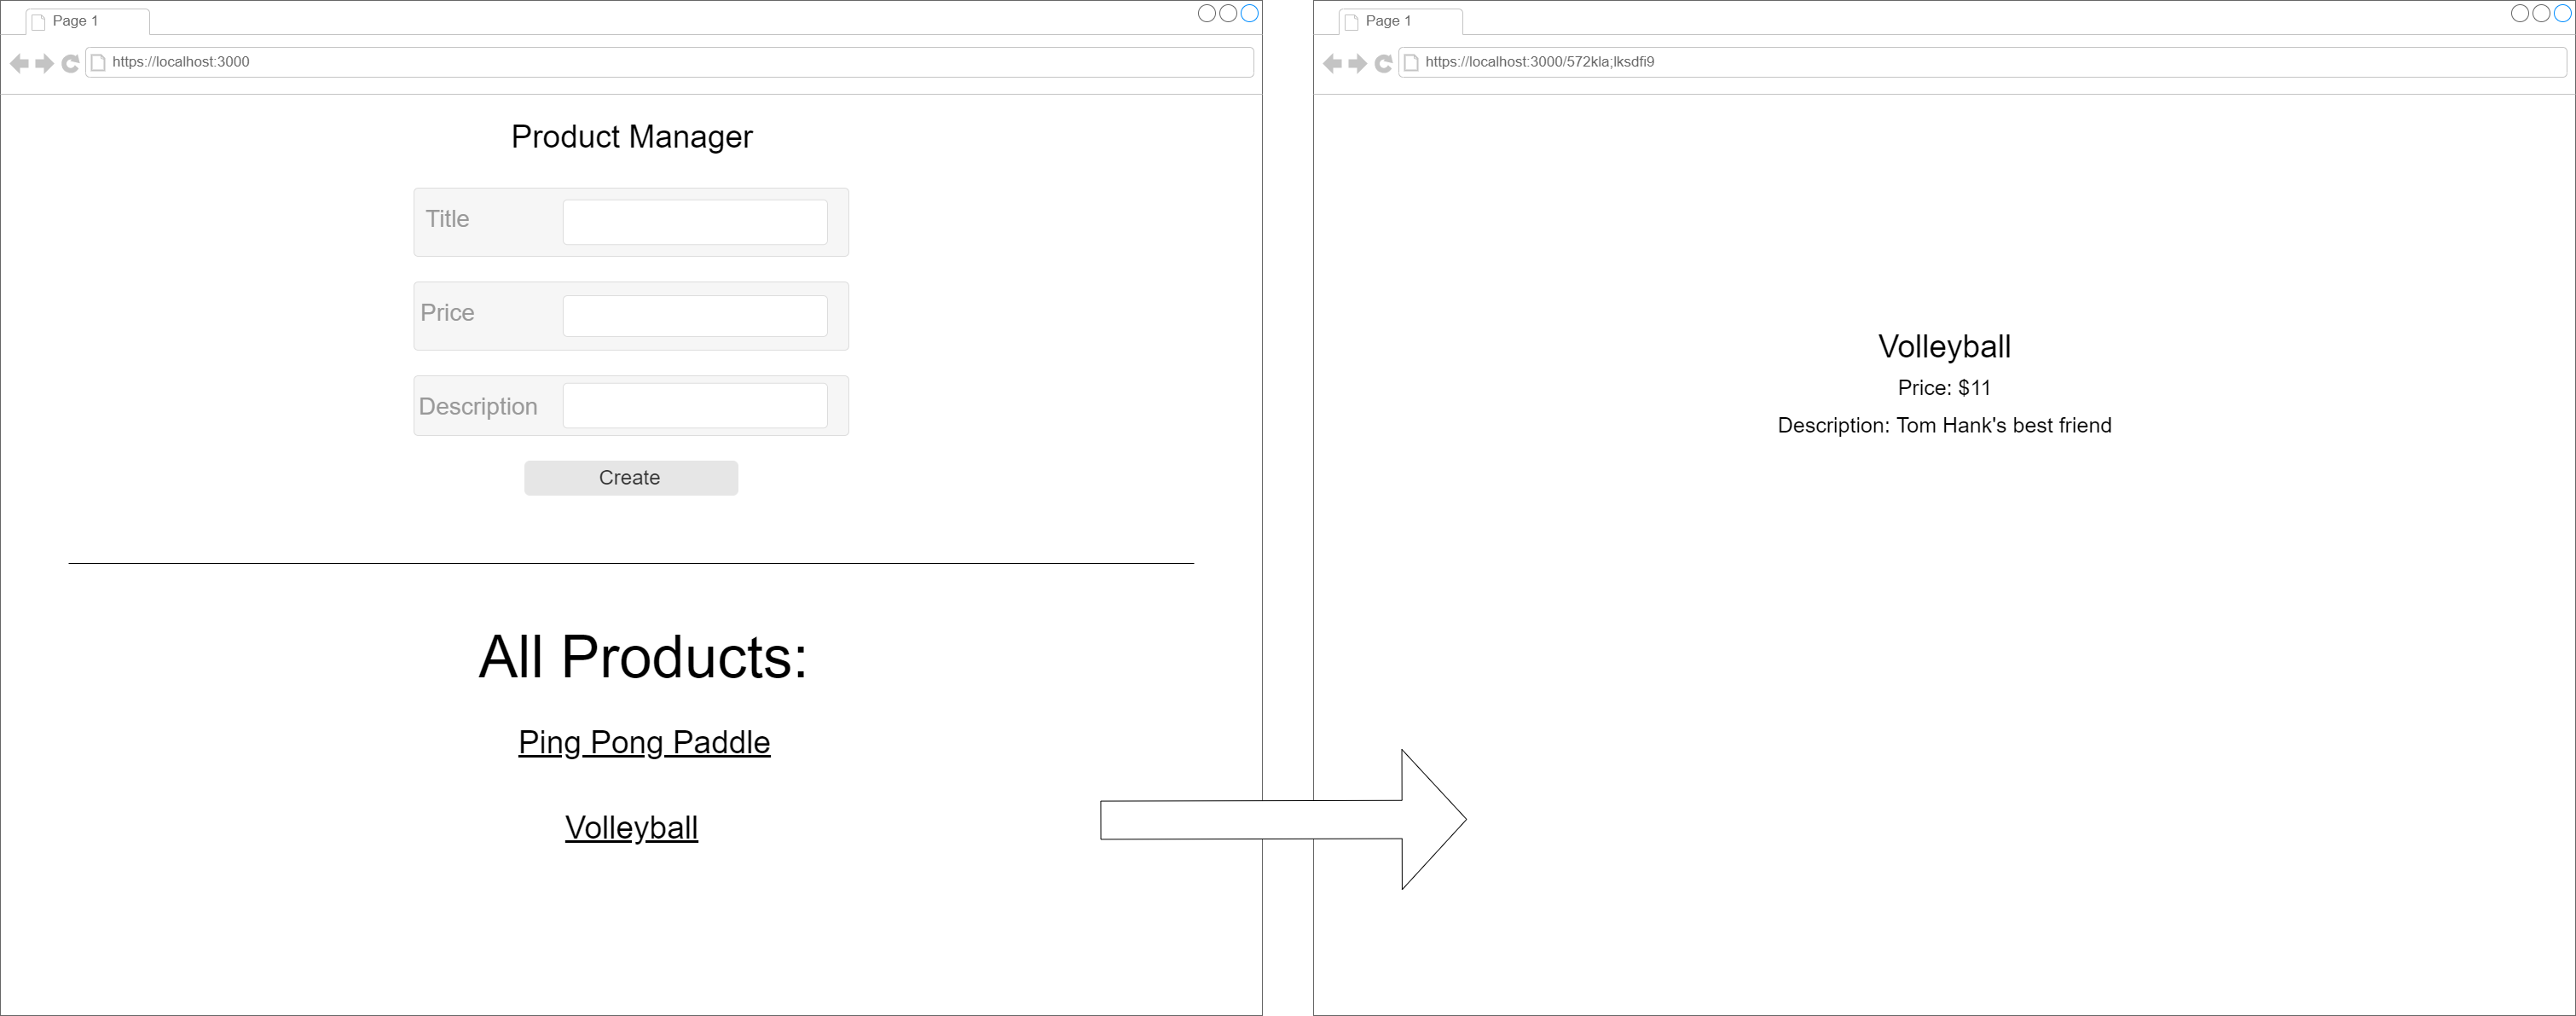 Page 1
https://localhost:3000
Product Manager
Title
Price
Description
Create
All Products:
Ping Pong Paddle
Volleyball
Page 1
https://localhost:3000/572kla;lksdfi9
Volleyball
Price: $11
Description: Tom Hank's best friend